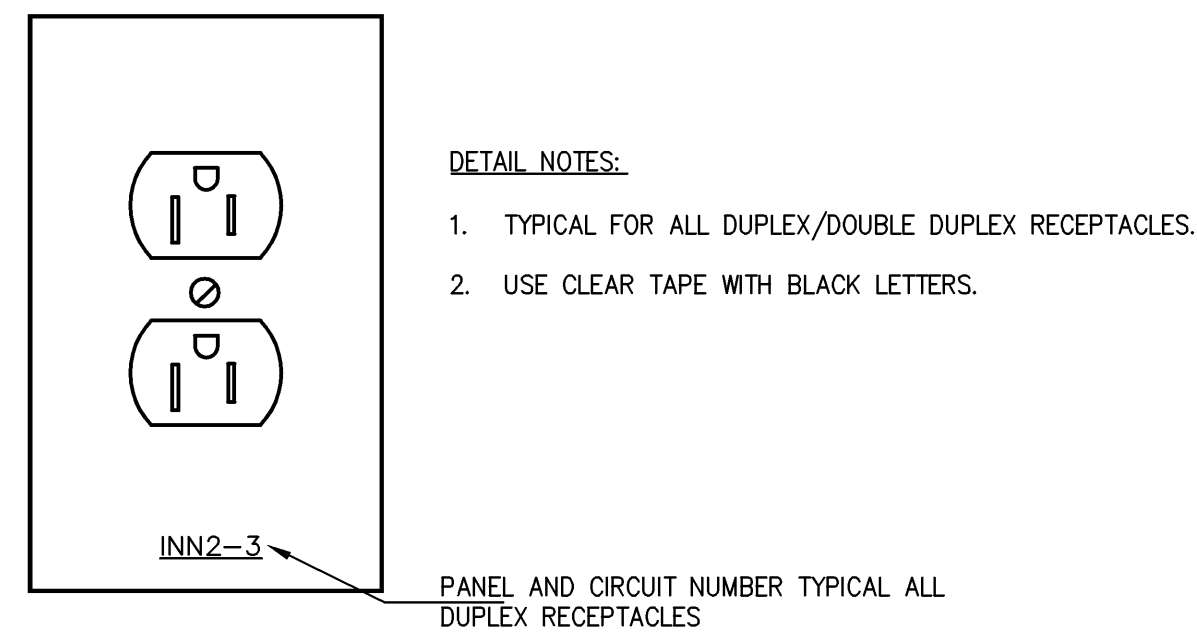 DETAIL NOTES:
1. TYPICAL FOR ALL DUPLEX/DOUBLE DUPLEX RECEPTACLES.
2. USE CLEAR TAPE WITH BLACK LETTERS.
INN2-3
PANEL AND CIRCUIT NUMBER TYPICAL ALL
DUPLEX RECEPTACLES